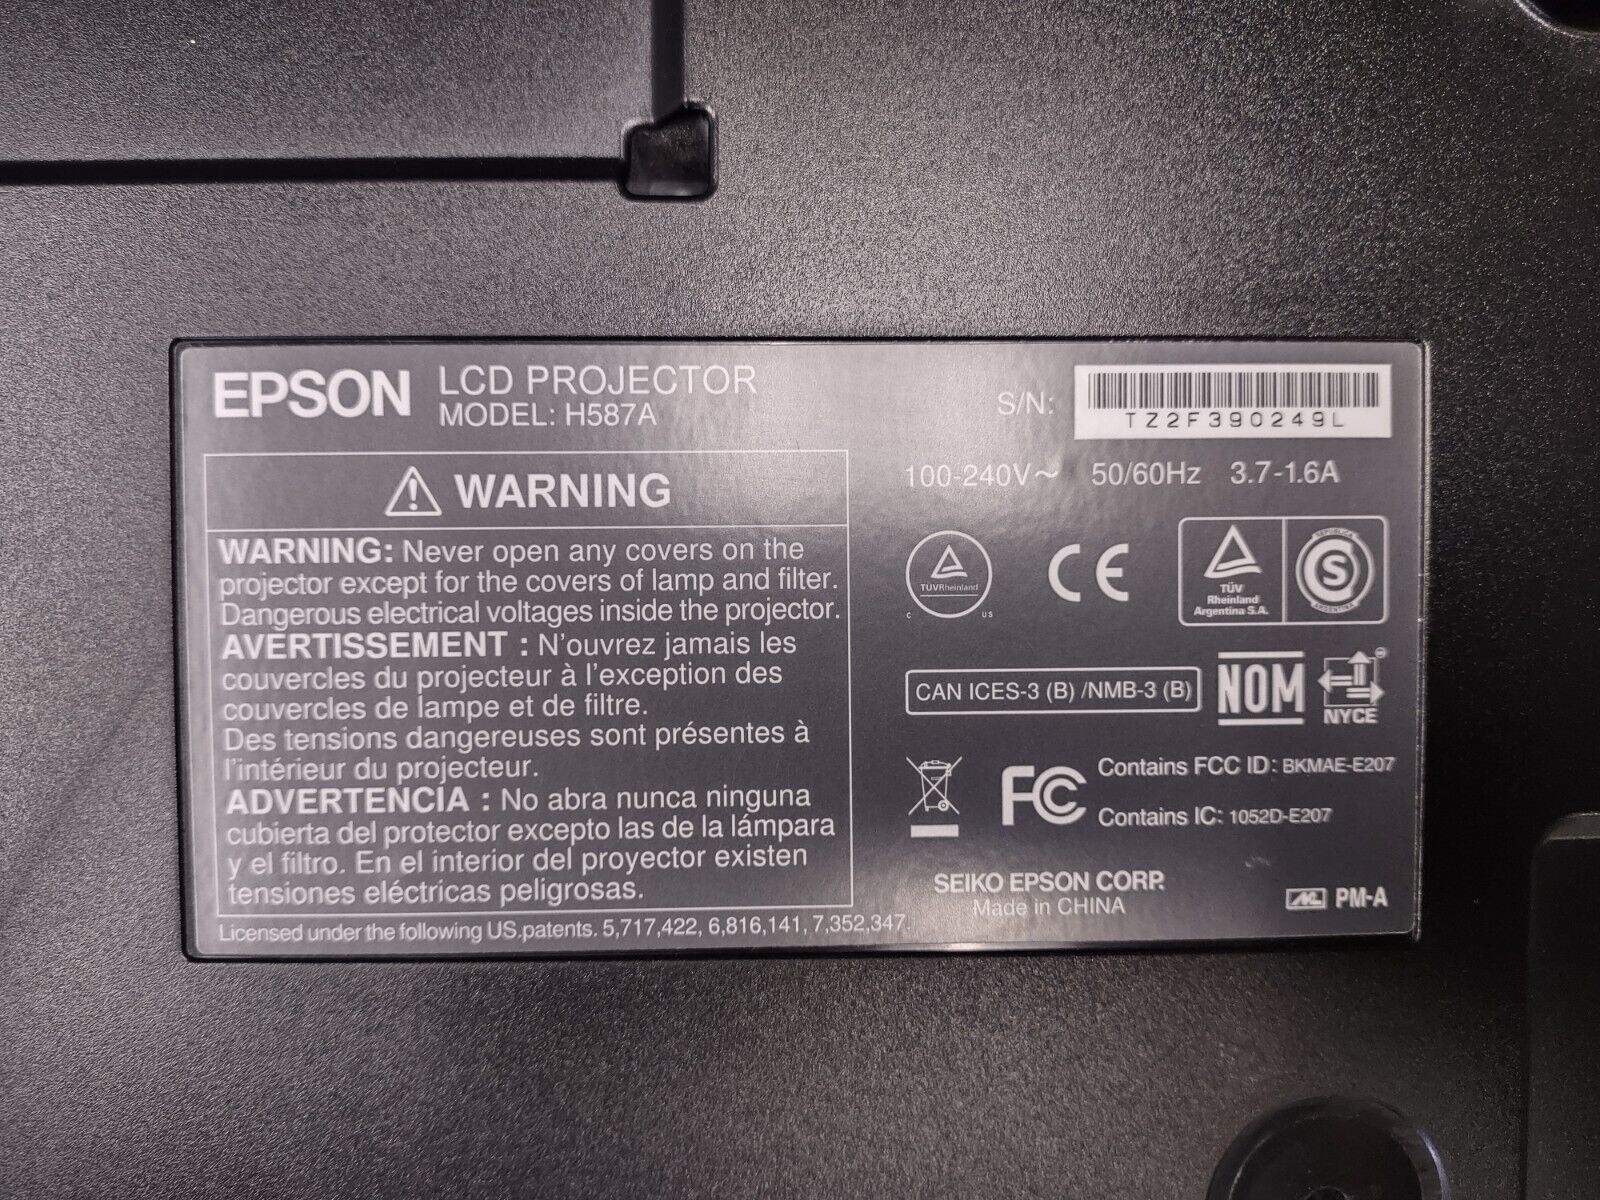 EPSON LCD PROJECTOR
MODEL: H587A
S/N:
TZ2F390249L
100-240V~ 50/60Hz 3.7-1.6A
WARNING
WARNING: Never open any covers on the
projector except for the covers of lamp and filter.
Dangerous electrical voltages inside the projector.
AVERTISSEMENT : N'ouvrez jamais les
couvercles du projecteur à l'exception des
couvercles de lampe et de filtre.
Des tensions dangereuses sont présentes à
l'intérieur du projecteur.
ADVERTENCIA : No abra nunca ninguna
cubierta del protector excepto las de la lámpara
y el filtro. En el interior del proyector existen
tensiones eléctricas peligrosas.
Licensed under the following US.patents. 5,717,422, 6,816,141, 7,352,347.
TÜVRheinland
C US
CE
TÜV
Rheinland
Argentina S.A.
REPUBLICA
S
ARGENTINA
CAN ICES-3 (B) /NMB-3 (B)
NOM
NYCE
FC
Contains FCC ID: BKMAE-E207
Contains IC: 1052D-E207
SEIKO EPSON CORP.
Made in CHINA
PM-A